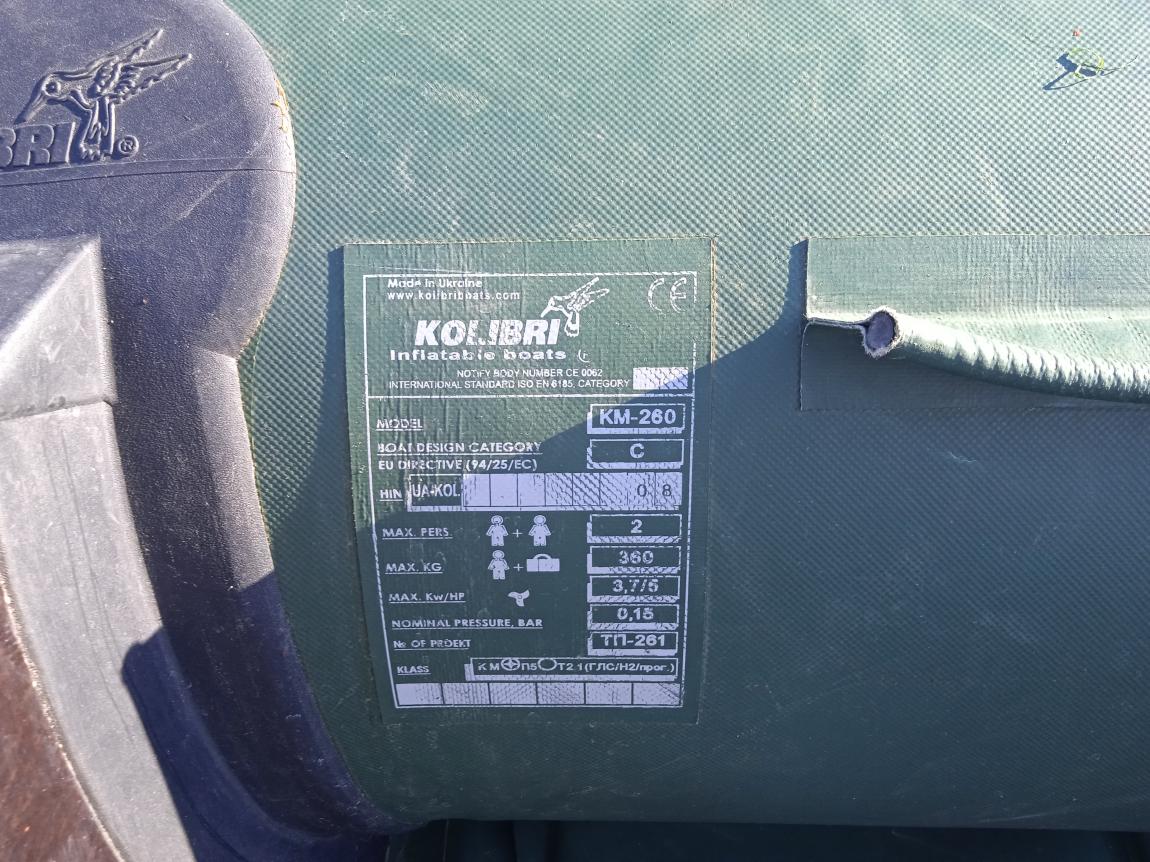 BRI ®
Made in Ukraine
www.kolibriboats.com
CE
KOLIBRI
Inflatable boats
NOTIFY BODY NUMBER CE 0062
INTERNATIONAL STANDARD ISO EN 6185, CATEGORY
MODEL KM-260
BOAT DESIGN CATEGORY
EU DIRECTIVE (94/25/EC) C
HIN UA-KOL 0 8
MAX. PERS. + 2
MAX. KG + 360
MAX. Kw/HP 3,7/5
NOMINAL PRESSURE, BAR 0,15
№ OF PROEKT ТП-261
KLASS К М П5 Т2 1 (ГЛС/Н2/прог.)